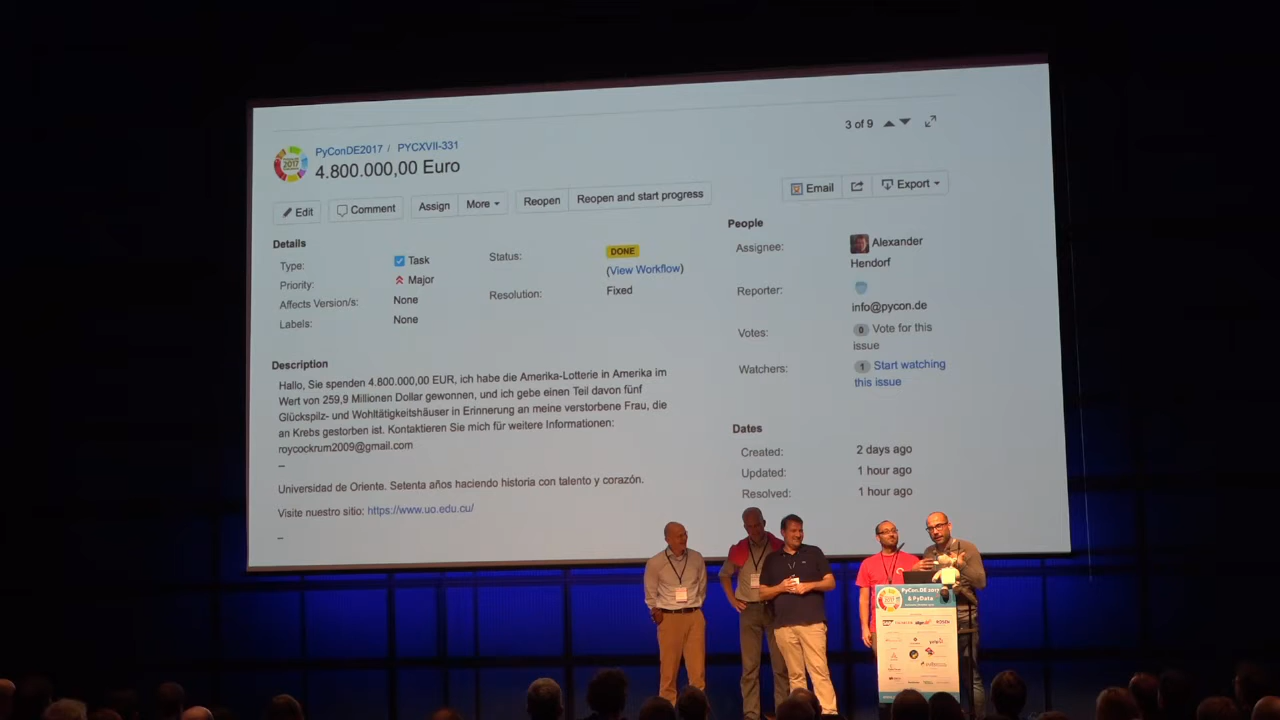 3 of 9
PyConDE2017 / PYCXVII-331
4.800.000,00 Euro
Edit Comment Assign More Reopen Reopen and start progress Email Export
Details
Type: Task
Priority: Major
Affects Version/s: None
Labels: None
Status: DONE
(View Workflow)
Resolution: Fixed
Description
Hallo, Sie spenden 4.800.000,00 EUR, ich habe die Amerika-Lotterie in Amerika im
Wert von 259,9 Millionen Dollar gewonnen, und ich gebe einen Teil davon fünf
Glückspilz- und Wohltätigkeitshäuser in Erinnerung an meine verstorbene Frau, die
an Krebs gestorben ist. Kontaktieren Sie mich für weitere Informationen:
roycockrum2009@gmail.com
--
Universidad de Oriente. Setenta años haciendo historia con talento y corazón.
Visite nuestro sitio: https://www.uo.edu.cu/
--
People
Assignee: Alexander
Hendorf
Reporter:
info@pycon.de
Votes: 0 Vote for this
issue
Watchers: 1 Start watching
this issue
Dates
Created: 2 days ago
Updated: 1 hour ago
Resolved: 1 hour ago
PyCon.DE 2017
& PyData
SAP
ROSEN